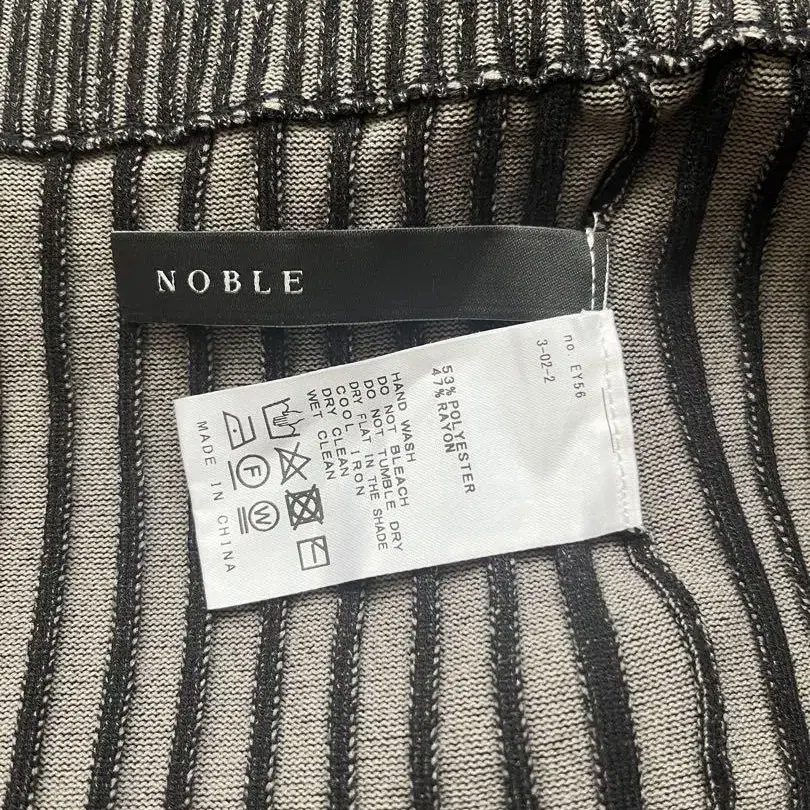 NOBLE
no. EY56
3-02-2
53% POLYESTER
47% RAYON
HAND WASH
DO NOT BLEACH
DO NOT TUMBLE DRY
DRY FLAT IN THE SHADE
COOL IRON
DRY CLEAN
WET CLEAN
F
W
MADE IN CHINA